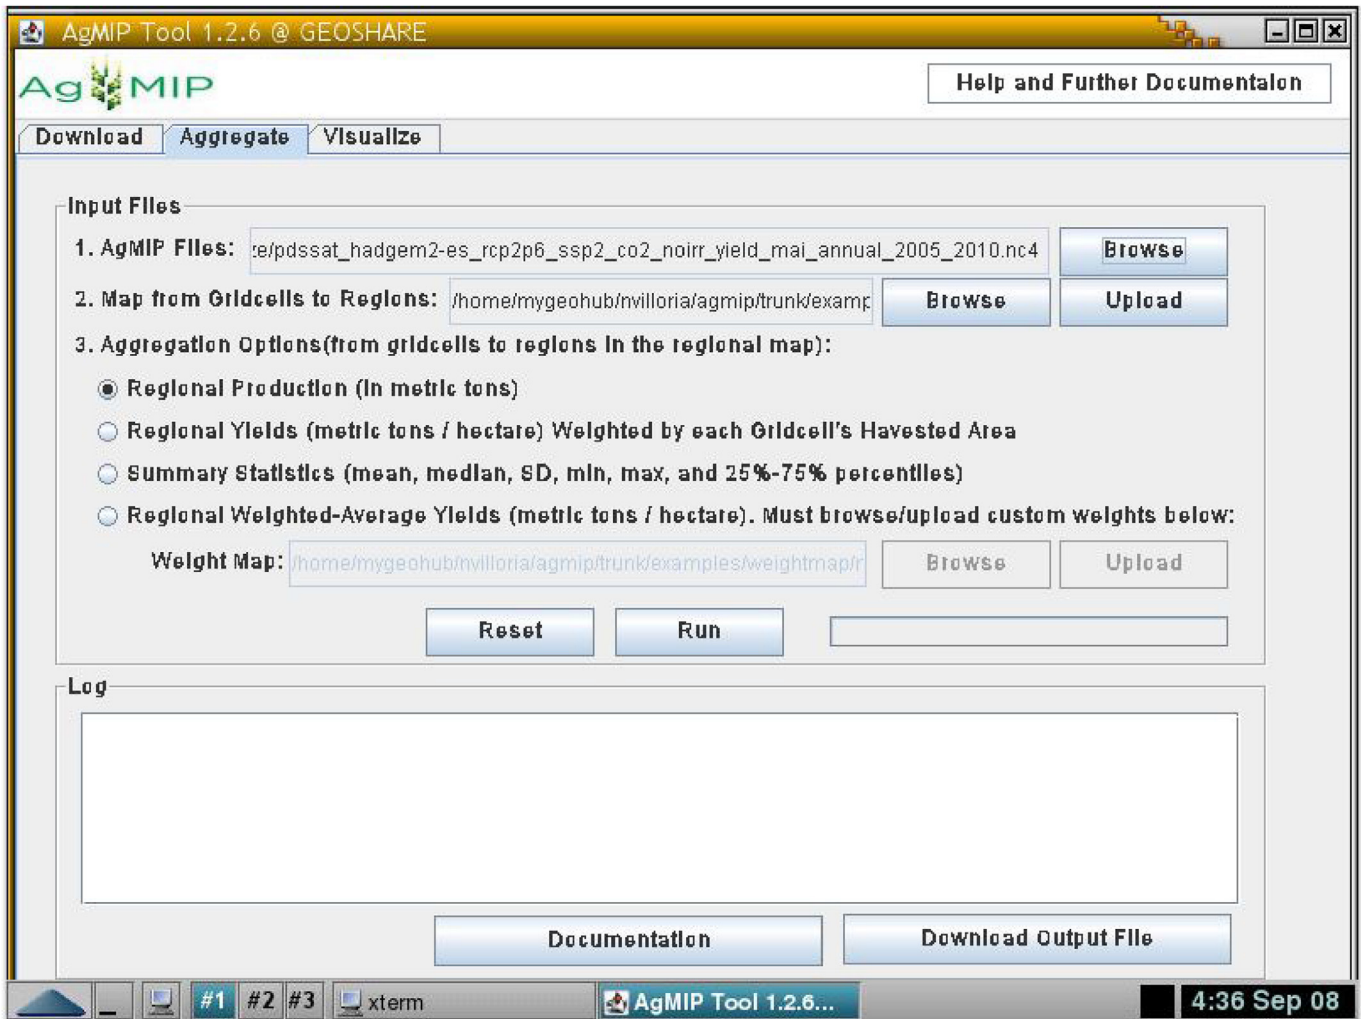 AgMIP Tool 1.2.6 @ GEOSHARE
AgMIP
Help and Further Documentaion
Download Aggregate Visualize
Input Files
1. AgMIP Files: :e/pdssat_hadgem2-es_rcp2p6_ssp2_co2_noirr_yield_mai_annual_2005_2010.nc4 Browse
2. Map from Gridcells to Regions: /home/mygeohub/nvilloria/agmip/trunk/examp Browse Upload
3. Aggregation Options(from gridcells to regions in the regional map):
Regional Production (in metric tons)
Regional Yields (metric tons / hectare) Weighted by each Gridcell's Havested Area
Summary Statistics (mean, median, SD, min, max, and 25%-75% percentiles)
Regional Weighted-Average Yields (metric tons / hectare). Must browse/upload custom weights below:
Weight Map: /home/mygeohub/nvilloria/agmip/trunk/examples/weightmap/r Browse Upload
Reset Run
Log
Documentation Download Output File
#1 #2 #3 xterm AgMIP Tool 1.2.6... 4:36 Sep 08